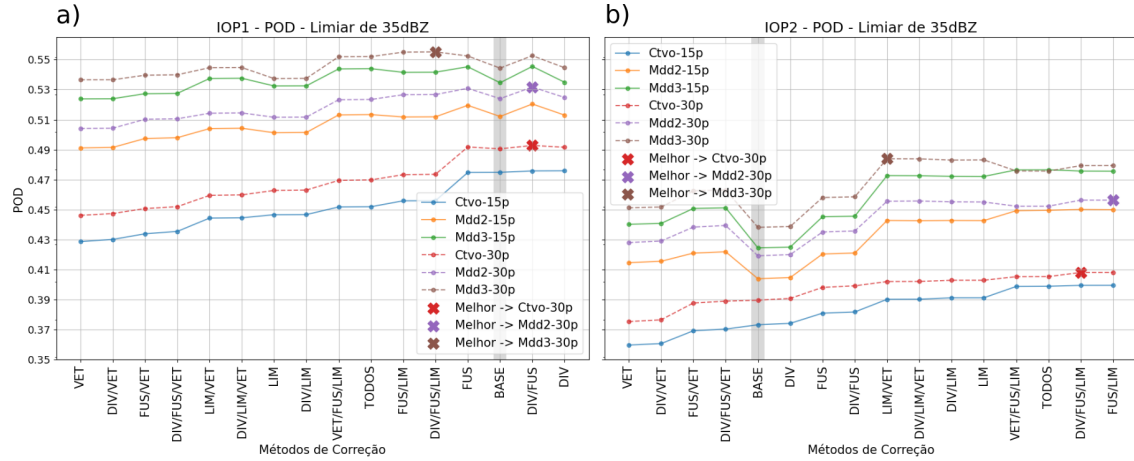 a)
IOP1 - POD - Limiar de 35dBZ
POD
0.55
0.53
0.51
0.49
0.47
0.45
0.43
0.41
0.39
0.37
0.35
Ctvo-15p
Mdd2-15p
Mdd3-15p
Ctvo-30p
Mdd2-30p
Mdd3-30p
Melhor -> Ctvo-30p
Melhor -> Mdd2-30p
Melhor -> Mdd3-30p
VET
DIV/VET
FUS/VET
DIV/FUS/VET
LIM/VET
DIV/LIM/VET
LIM
DIV/LIM
VET/FUS/LIM
TODOS
FUS/LIM
DIV/FUS/LIM
FUS
BASE
DIV/FUS
DIV
Métodos de Correção
b)
IOP2 - POD - Limiar de 35dBZ
Ctvo-15p
Mdd2-15p
Mdd3-15p
Ctvo-30p
Mdd2-30p
Mdd3-30p
Melhor -> Ctvo-30p
Melhor -> Mdd2-30p
Melhor -> Mdd3-30p
VET
DIV/VET
FUS/VET
DIV/FUS/VET
BASE
DIV
FUS
DIV/FUS
LIM/VET
DIV/LIM/VET
DIV/LIM
LIM
VET/FUS/LIM
TODOS
DIV/FUS/LIM
FUS/LIM
Métodos de Correção